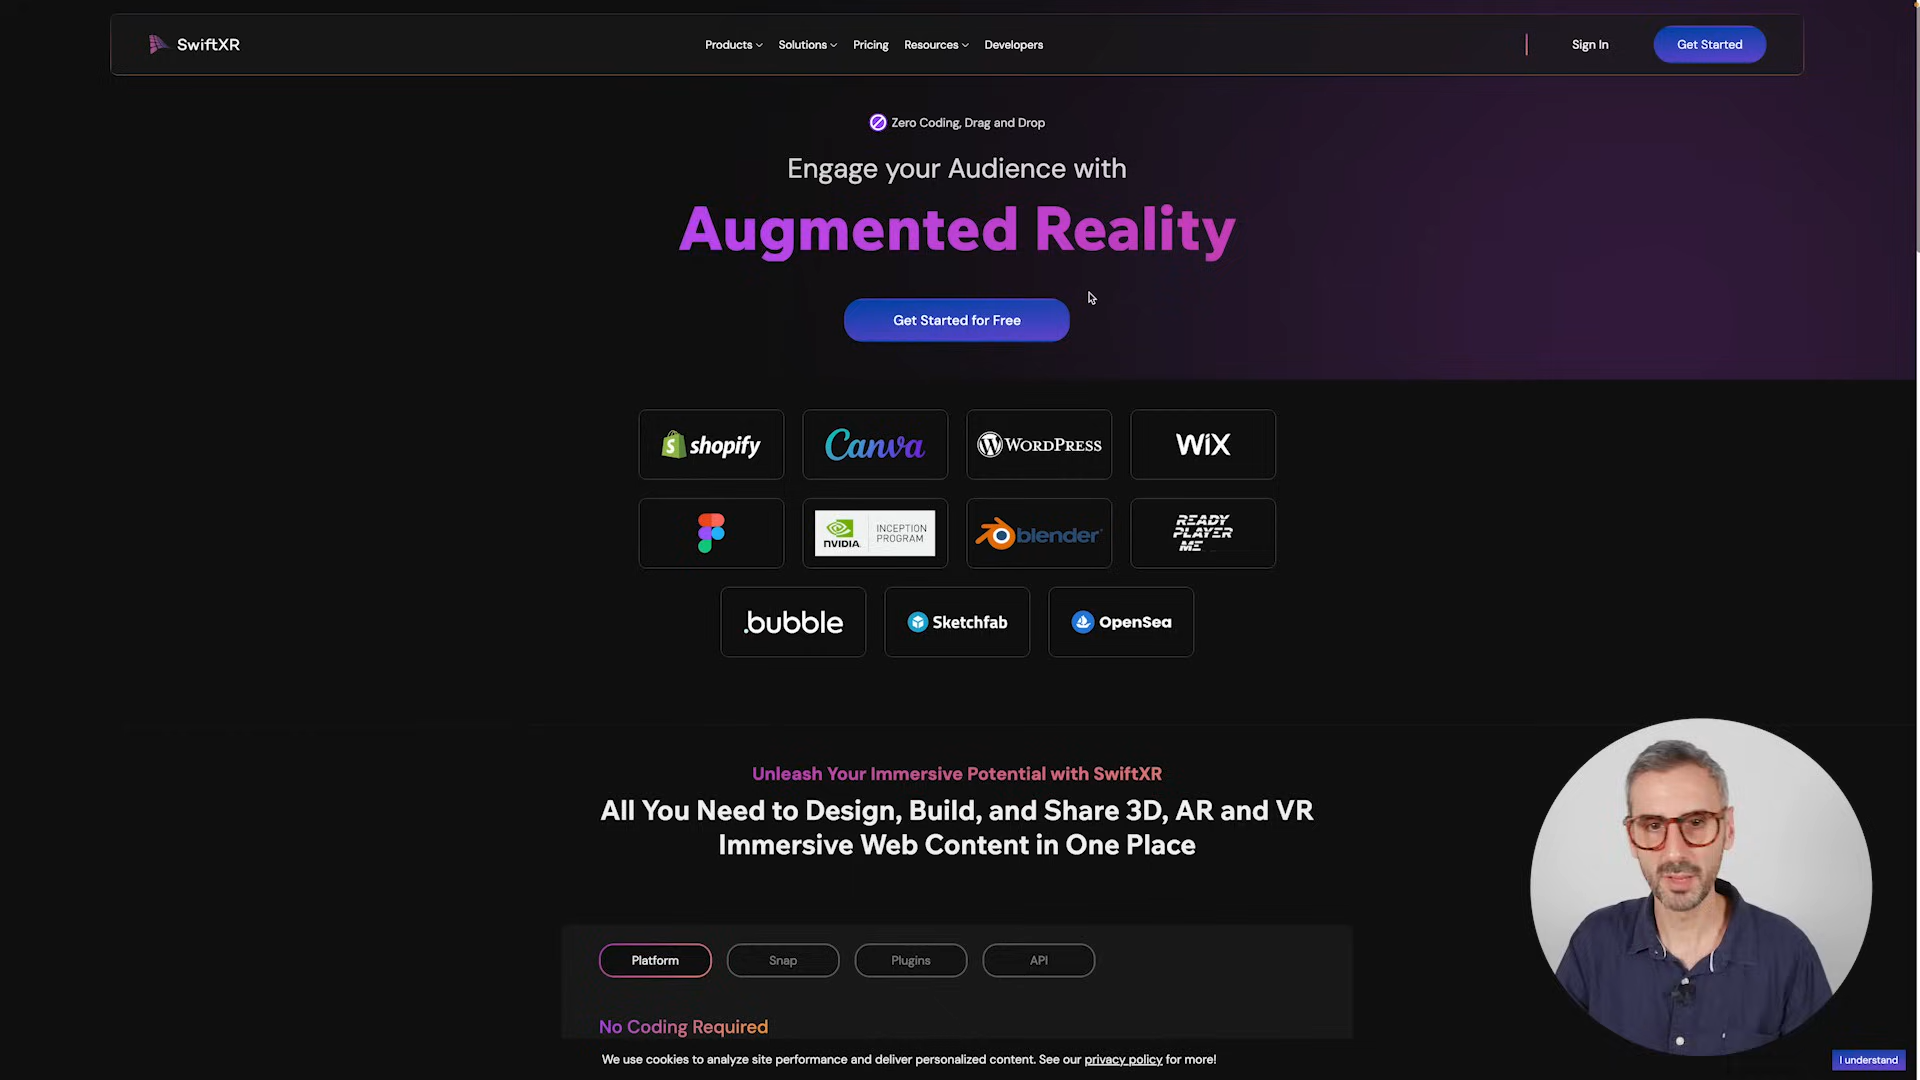 SwiftXR
Products
Solutions
Pricing
Resources
Developers
Sign In
Get Started
Zero Coding, Drag and Drop
Engage your Audience with
Augmented Reality
Get Started for Free
shopify
Canva
WORDPRESS
WiX
NVIDIA. INCEPTION PROGRAM
blender
READY PLAYER ME
.bubble
Sketchfab
OpenSea
Unleash Your Immersive Potential with SwiftXR
All You Need to Design, Build, and Share 3D, AR and VR
Immersive Web Content in One Place
Platform
Snap
Plugins
API
No Coding Required
We use cookies to analyze site performance and deliver personalized content. See our privacy policy for more!
I understand